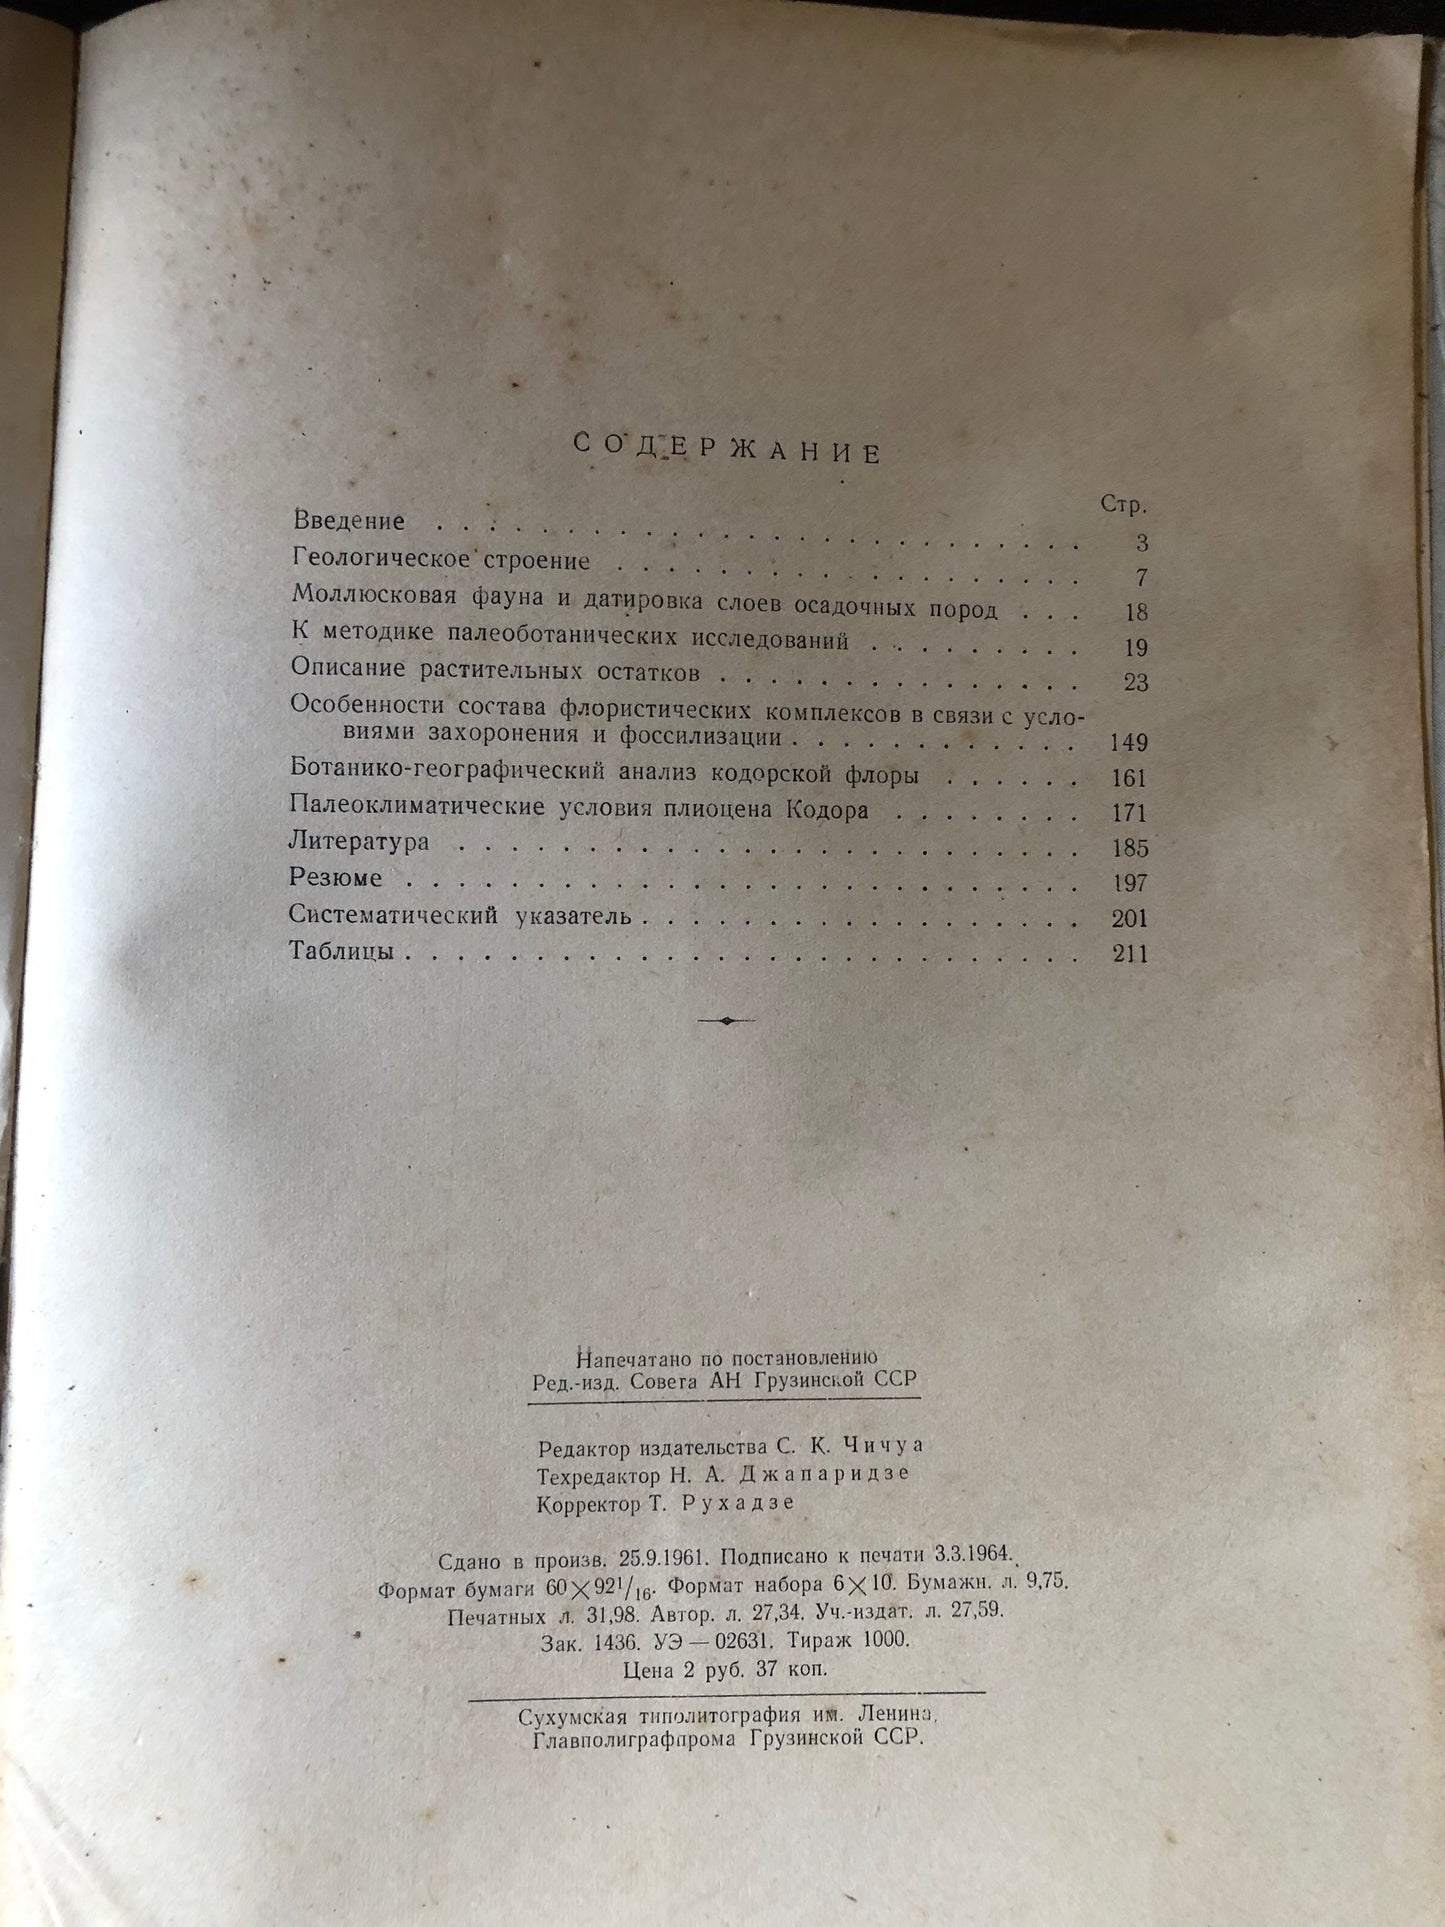 СОДЕРЖАНИЕ
Стр.
Введение . . . . . . . . . . . . . . . . . . . . . . . . . 3
Геологическое строение . . . . . . . . . . . . . . . . . . 7
Моллюсковая фауна и датировка слоев осадочных пород . . . 18
К методике палеоботанических исследований . . . . . . . . . 19
Описание растительных остатков . . . . . . . . . . . . . . . 23
Особенности состава флористических комплексов в связи с усло-
виями захоронения и фоссилизации . . . . . . . . . . . . 149
Ботанико-географический анализ кодорской флоры . . . . . . 161
Палеоклиматические условия плиоцена Кодора . . . . . . . . 171
Литература . . . . . . . . . . . . . . . . . . . . . . . . . 185
Резюме . . . . . . . . . . . . . . . . . . . . . . . . . . . 197
Систематический указатель . . . . . . . . . . . . . . . . . . 201
Таблицы . . . . . . . . . . . . . . . . . . . . . . . . . . . 211
Напечатано по постановлению
Ред.-изд. Совета АН Грузинской ССР
Редактор издательства С. К. Чичуа
Техредактор Н. А. Джапаридзе
Корректор Т. Рухадзе
Сдано в произв. 25.9.1961. Подписано к печати 3.3.1964.
Формат бумаги 60×92¹/₁₆. Формат набора 6×10. Бумажн. л. 9,75.
Печатных л. 31,98. Автор. л. 27,34. Уч.-издат. л. 27,59.
Зак. 1436. УЭ — 02631. Тираж 1000.
Цена 2 руб. 37 коп.
Сухумская типолитография им. Ленина,
Главполиграфпрома Грузинской ССР.